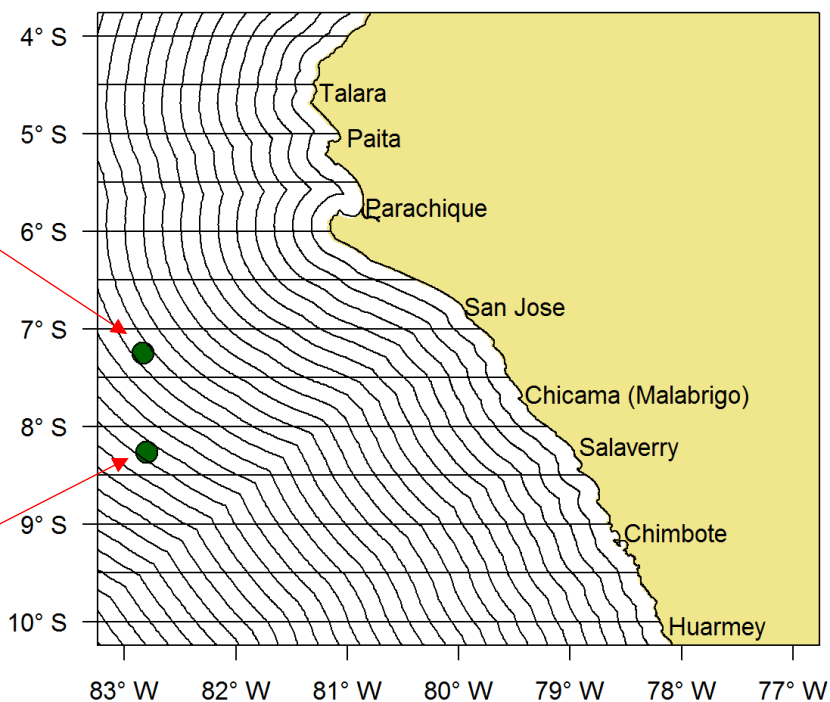 4° S
Talara
5° S
Paita
Parachique
6° S
San Jose
7° S
Chicama (Malabrigo)
8° S
Salaverry
9° S
Chimbote
10° S
Huarmey
83° W 82° W 81° W 80° W 79° W 78° W 77° W